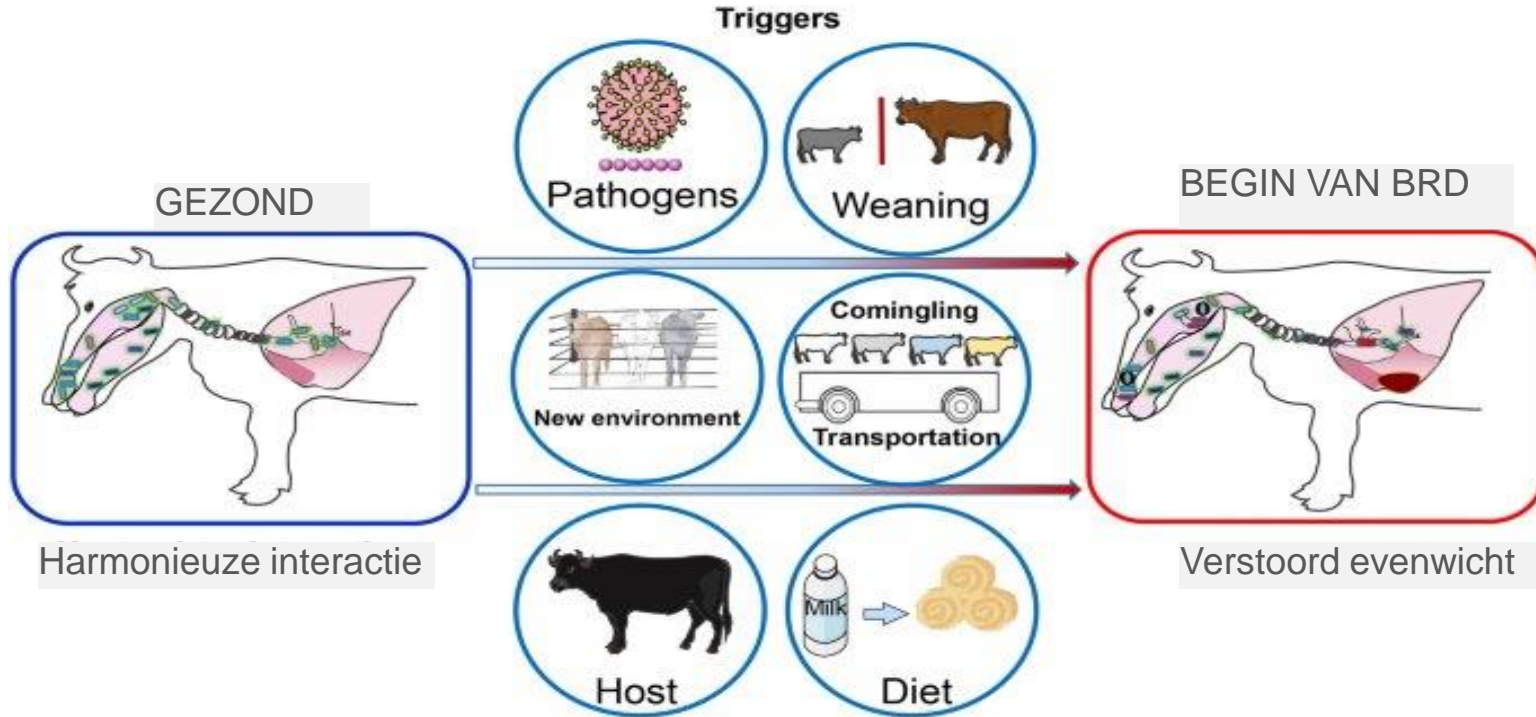 Triggers
Pathogens
Weaning
GEZOND
BEGIN VAN BRD
New environment
Comingling
Transportation
Harmonieuze interactie
Verstoord evenwicht
Host
Milk
Diet